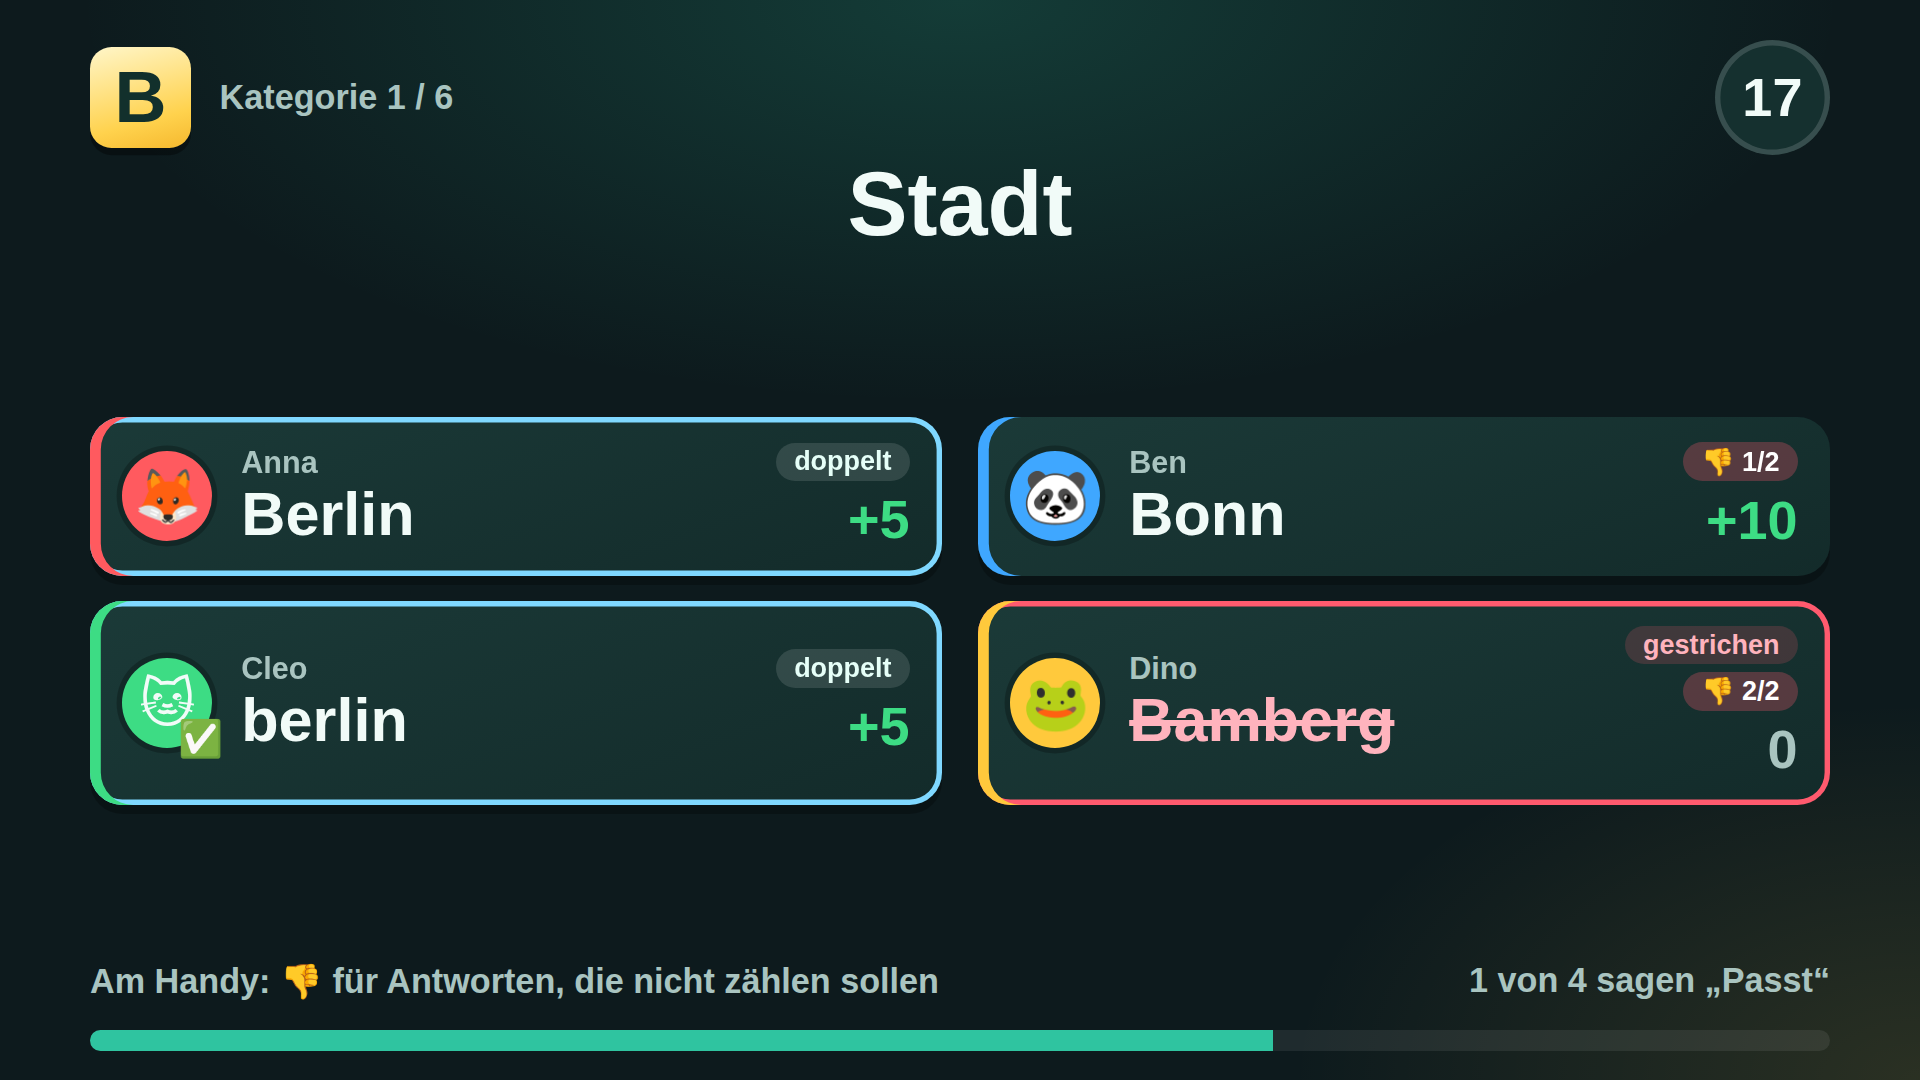 B
Kategorie 1 / 6
17
Stadt
Anna
Berlin
doppelt
+5
Ben
Bonn
👎 1/2
+10
Cleo
berlin
doppelt
+5
Dino
Bamberg
gestrichen
👎 2/2
0
Am Handy: 👎 für Antworten, die nicht zählen sollen
1 von 4 sagen „Passt“